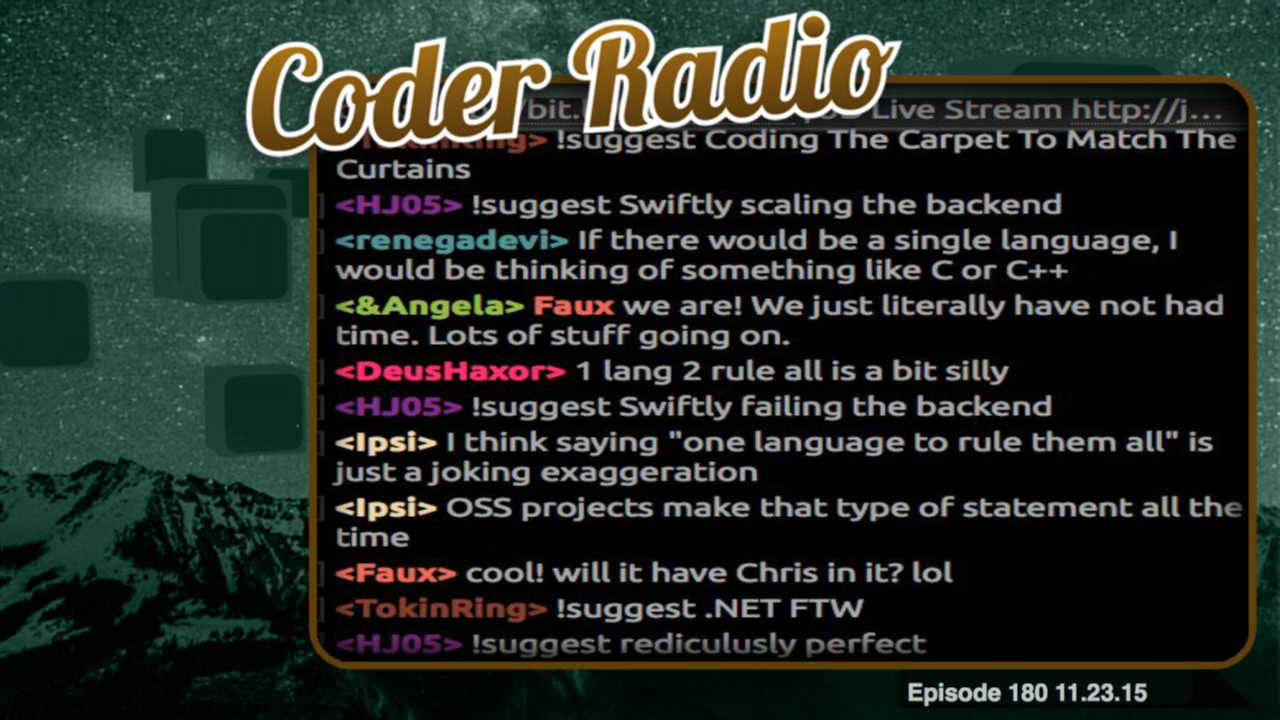 Coder Radio
Live Stream http://j...
!suggest Coding The Carpet To Match The
Curtains
<HJ05> !suggest Swiftly scaling the backend
<renegadevi> If there would be a single language, I
would be thinking of something like C or C++
<&Angela> Faux we are! We just literally have not had
time. Lots of stuff going on.
<DeusHaxor> 1 lang 2 rule all is a bit silly
<HJ05> !suggest Swiftly failing the backend
<Ipsi> I think saying "one language to rule them all" is
just a joking exaggeration
<Ipsi> OSS projects make that type of statement all the
time
<Faux> cool! will it have Chris in it? lol
<TokinRing> !suggest .NET FTW
<HJ05> !suggest rediculusly perfect
Episode 180 11.23.15